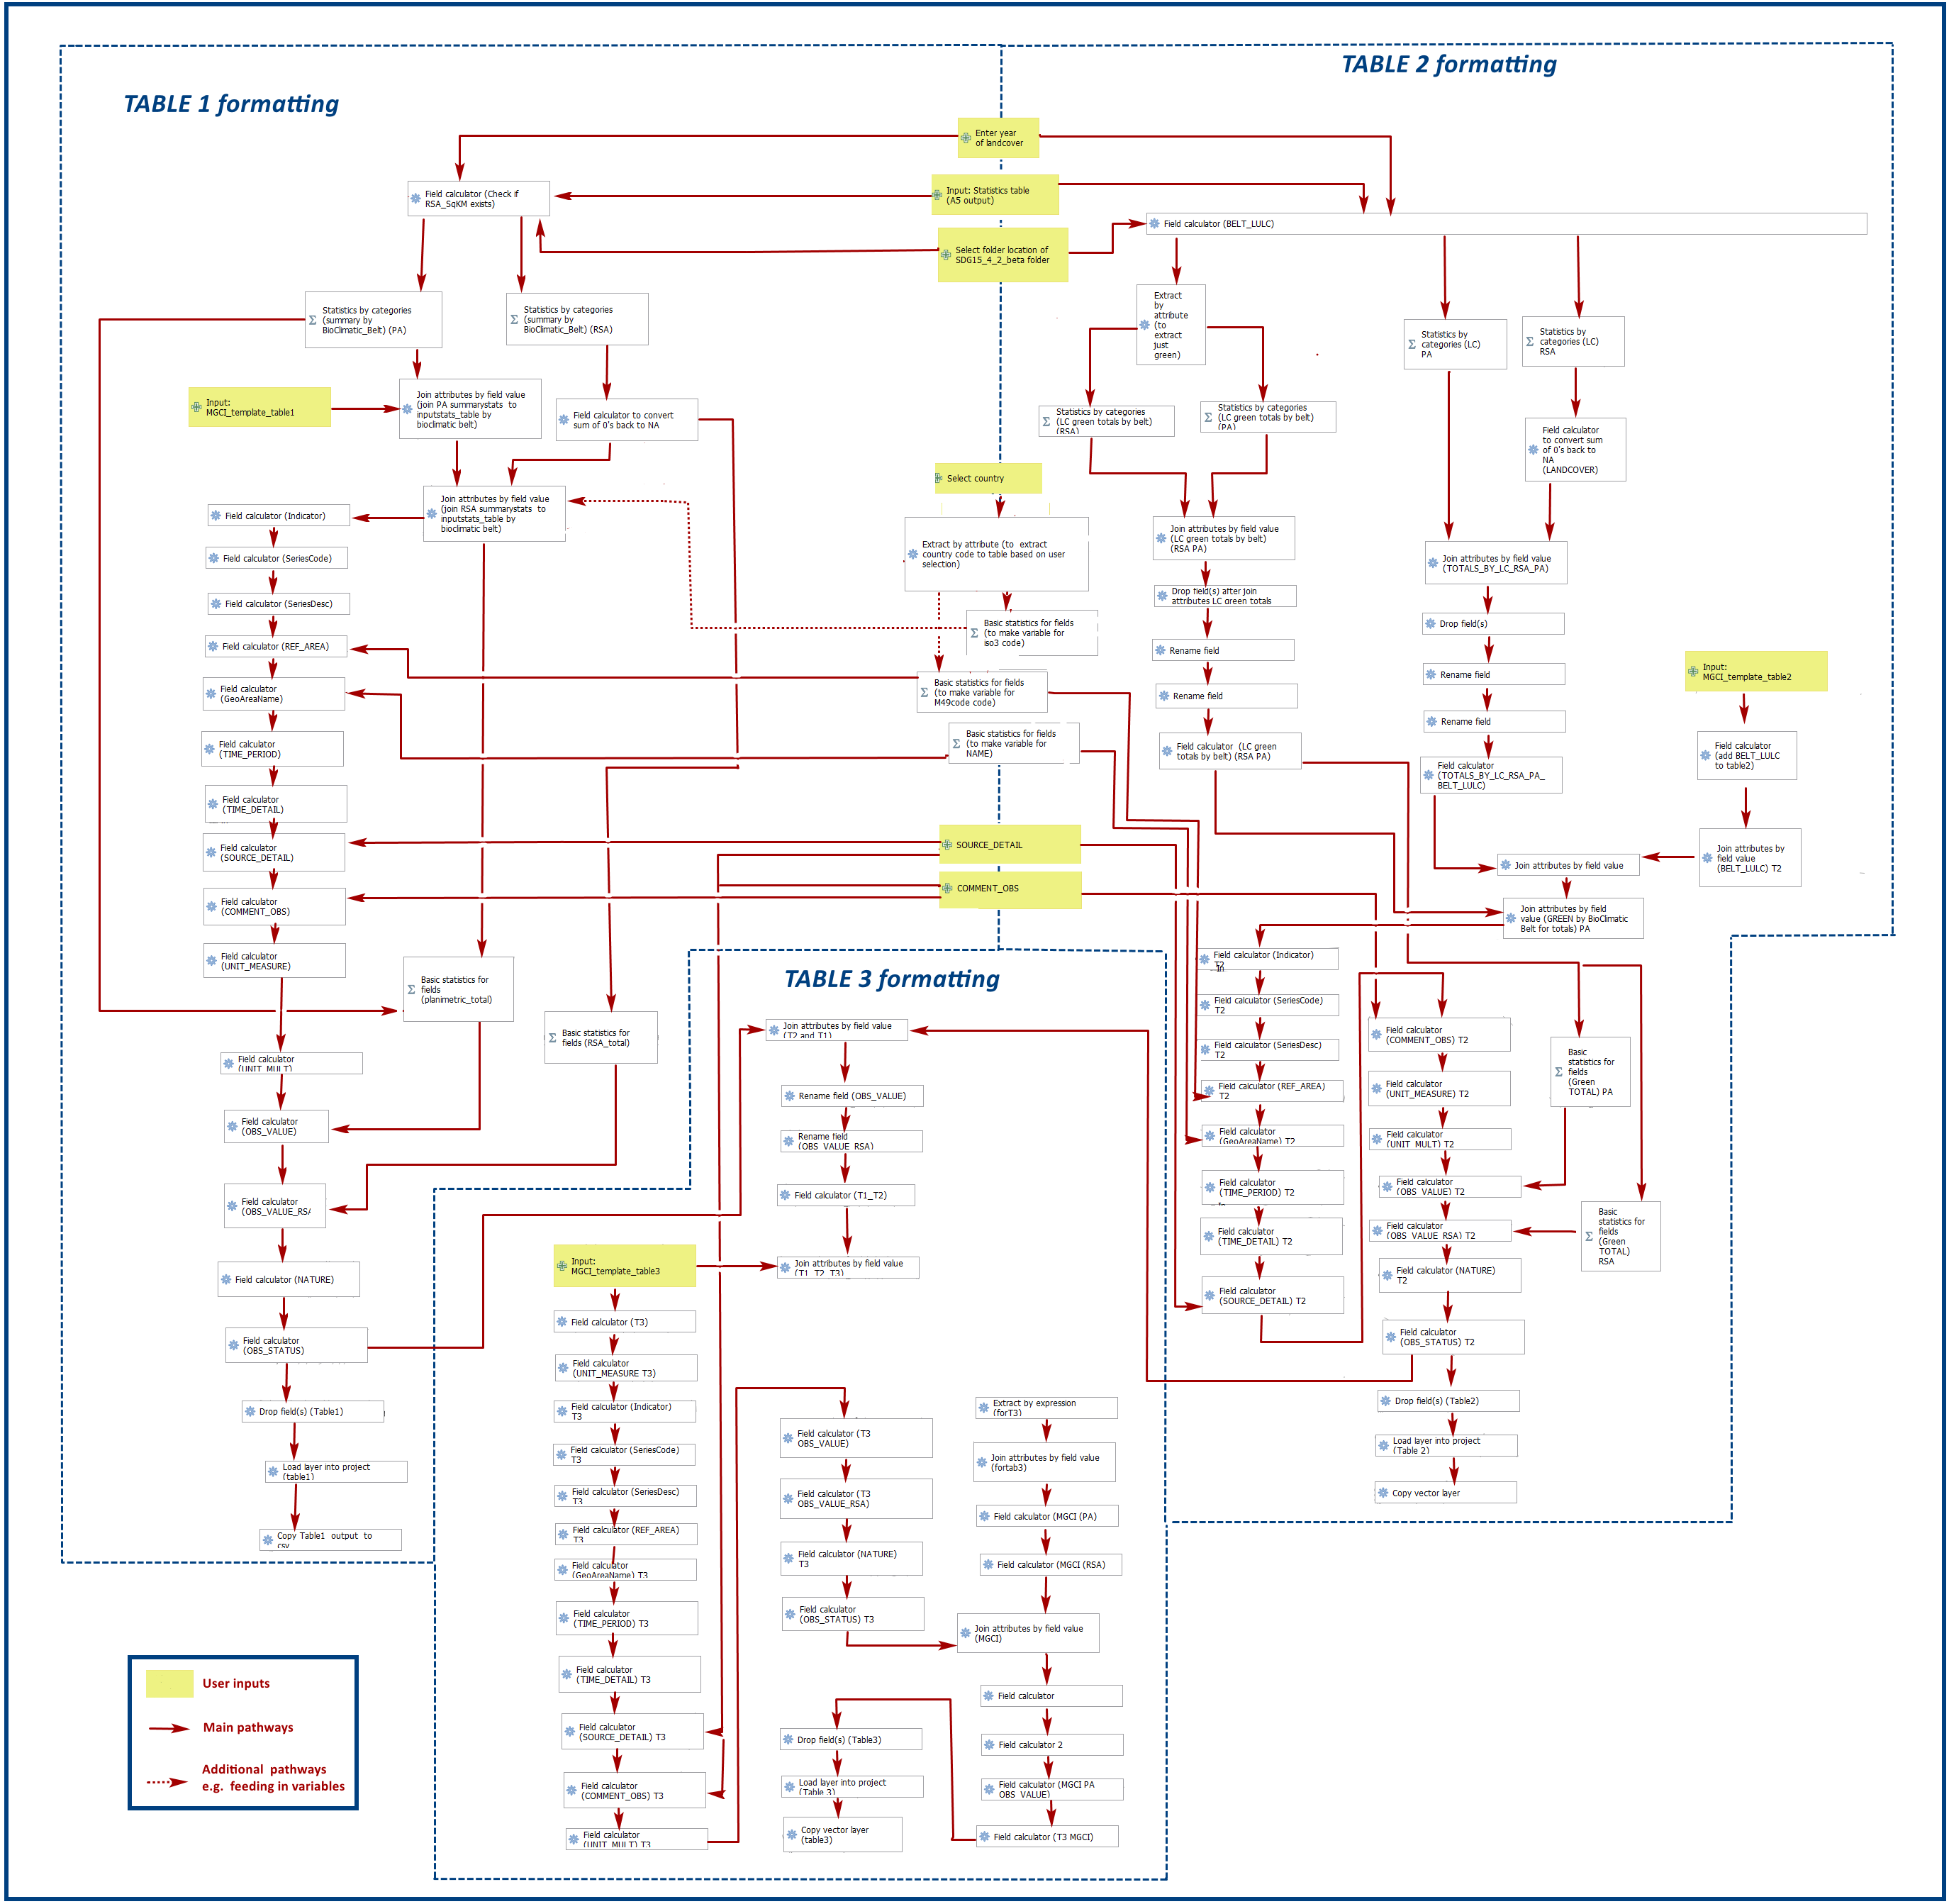 TABLE 1 formatting
TABLE 2 formatting
Enter year
of landcover
Input: Statistics table
(A5 output)
Select folder location of
SDG15_4_2_beta folder
Field calculator (Check if
RSA_SqKM exists)
Statistics by categories
(summary by
BioClimatic_Belt) (PA)
Statistics by categories
(summary by
BioClimatic_Belt) (RSA)
Input:
MGCI_template_table1
Join attributes by field value
(join PA summarystats to
inputstats_table by
bioclimatic belt)
Field calculator to convert
sum of 0's back to NA
Join attributes by field value
(join RSA summarystats to
inputstats_table by
bioclimatic belt)
Field calculator (Indicator)
Field calculator (SeriesCode)
Field calculator (SeriesDesc)
Field calculator (REF_AREA)
Field calculator
(GeoAreaName)
Field calculator
(TIME_PERIOD)
Field calculator
(TIME_DETAIL)
Field calculator
(SOURCE_DETAIL)
Field calculator
(COMMENT_OBS)
Field calculator
(UNIT_MEASURE)
Basic statistics for
fields
(planimetric_total)
Basic statistics for
fields (RSA_total)
Field calculator
(UNIT_MULT)
Field calculator
(OBS_VALUE)
Field calculator
(OBS_VALUE_RSA
Field calculator (NATURE)
Field calculator
(OBS_STATUS)
Drop field(s) (Table1)
Load layer into project
(table1)
Copy Table1 output to
csv
Select country
Extract by attribute (to extract
country code to table based on user
selection)
Basic statistics for fields
(to make variable for
iso3 code)
Basic statistics for fields
(to make variable for
M49code code)
Basic statistics for fields
(to make variable for
NAME)
SOURCE_DETAIL
COMMENT_OBS
Field calculator (BELT_LULC)
Extract
by
attribute
(to
extract
just
green)
Statistics by categories
(LC green totals by belt)
(RSA)
Statistics by categories
(LC green totals by belt)
(PA)
Statistics by
categories (LC)
PA
Statistics by
categories (LC)
RSA
Field calculator
to convert sum
of 0's back to
NA
(LANDCOVER)
Join attributes by field value
(LC green totals by belt)
(RSA PA)
Drop field(s) after join
attributes LC green totals
Rename field
Rename field
Field calculator (LC green
totals by belt) (RSA PA)
Join attributes by field value
(TOTALS_BY_LC_RSA_PA)
Drop field(s)
Rename field
Rename field
Field calculator
(TOTALS_BY_LC_RSA_PA_
BELT_LULC)
Input:
MGCI_template_table2
Field calculator
(add BELT_LULC
to table2)
Join attributes by
field value
(BELT_LULC) T2
Join attributes by field value
Join attributes by field
value (GREEN by BioClimatic
Belt for totals) PA
Field calculator (Indicator)
T2
In
Field calculator (SeriesCode)
T2
Field calculator (SeriesDesc)
T2
Field calculator (REF_AREA)
T2
Field calculator
(GeoAreaName) T2
Field calculator
(TIME_PERIOD) T2
In
Field calculator
(TIME_DETAIL) T2
Field calculator
(SOURCE_DETAIL) T2
Field calculator
(COMMENT_OBS) T2
Field calculator
(UNIT_MEASURE) T2
Field calculator
(UNIT_MULT) T2
Field calculator
(OBS_VALUE) T2
Field calculator
(OBS_VALUE_RSA) T2
Field calculator (NATURE)
T2
Field calculator
(OBS_STATUS) T2
Basic
statistics for
fields
(Green
TOTAL) PA
Basic
statistics for
fields
(Green
TOTAL)
RSA
Drop field(s) (Table2)
Load layer into project
(Table 2)
Copy vector layer
TABLE 3 formatting
Join attributes by field value
(T2 and T1)
Rename field (OBS_VALUE)
Rename field
(OBS_VALUE_RSA)
Field calculator (T1_T2)
Join attributes by field value
(T1_T2_T3)
Input:
MGCI_template_table3
Field calculator (T3)
Field calculator
(UNIT_MEASURE T3)
Field calculator (Indicator)
T3
Field calculator (SeriesCode)
T3
Field calculator (SeriesDesc)
T3
Field calculator (REF_AREA)
T3
Field calculator
(GeoAreaName) T3
Field calculator
(TIME_PERIOD) T3
Field calculator
(TIME_DETAIL) T3
Field calculator
(SOURCE_DETAIL) T3
Field calculator
(COMMENT_OBS) T3
Field calculator
(UNIT_MULT) T3
Field calculator (T3
OBS_VALUE)
Field calculator (T3
OBS_VALUE_RSA)
Field calculator (NATURE)
T3
Field calculator
(OBS_STATUS) T3
Extract by expression
(forT3)
Join attributes by field value
(fortab3)
Field calculator (MGCI (PA)
Field calculator (MGCI (RSA)
Join attributes by field value
(MGCI)
Field calculator
Field calculator 2
Field calculator (MGCI PA
OBS_VALUE)
Field calculator (T3 MGCI)
Drop field(s) (Table3)
Load layer into project
(Table 3)
Copy vector layer
(table3)
User inputs
Main pathways
Additional pathways
e.g. feeding in variables